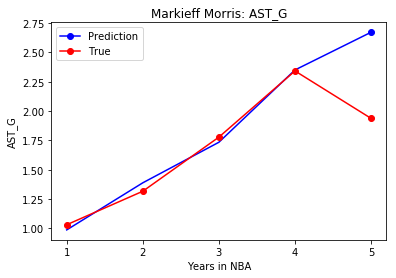 Markieff Morris: AST_G
Prediction
True
2.75
2.50
2.25
2.00
1.75
1.50
1.25
1.00
AST_G
1 2 3 4 5
Years in NBA